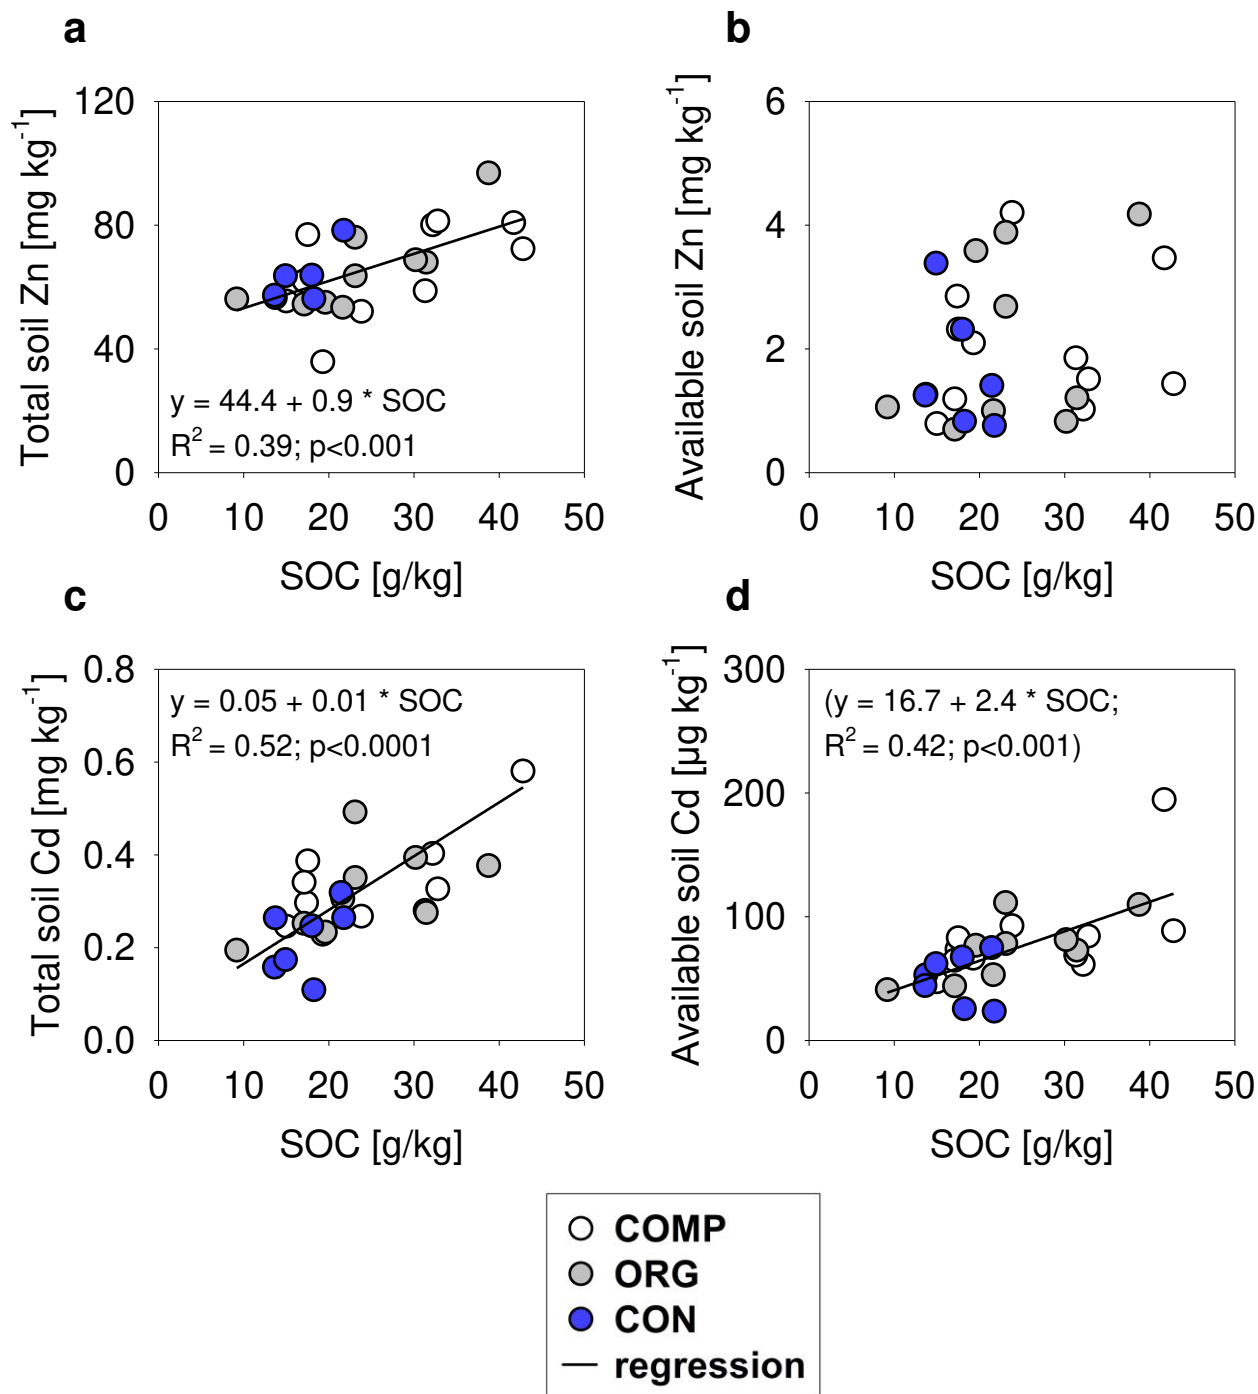 a
Total soil Zn [mg kg⁻¹]
120
80
40
0
y = 44.4 + 0.9 * SOC
R² = 0.39; p<0.001
0 10 20 30 40 50
SOC [g/kg]
b
Available soil Zn [mg kg⁻¹]
6
4
2
0
0 10 20 30 40 50
SOC [g/kg]
c
Total soil Cd [mg kg⁻¹]
0.8
0.6
0.4
0.2
0.0
y = 0.05 + 0.01 * SOC
R² = 0.52; p<0.0001
0 10 20 30 40 50
SOC [g/kg]
d
Available soil Cd [µg kg⁻¹]
300
200
100
0
(y = 16.7 + 2.4 * SOC;
R² = 0.42; p<0.001)
0 10 20 30 40 50
SOC [g/kg]
COMP
ORG
CON
regression